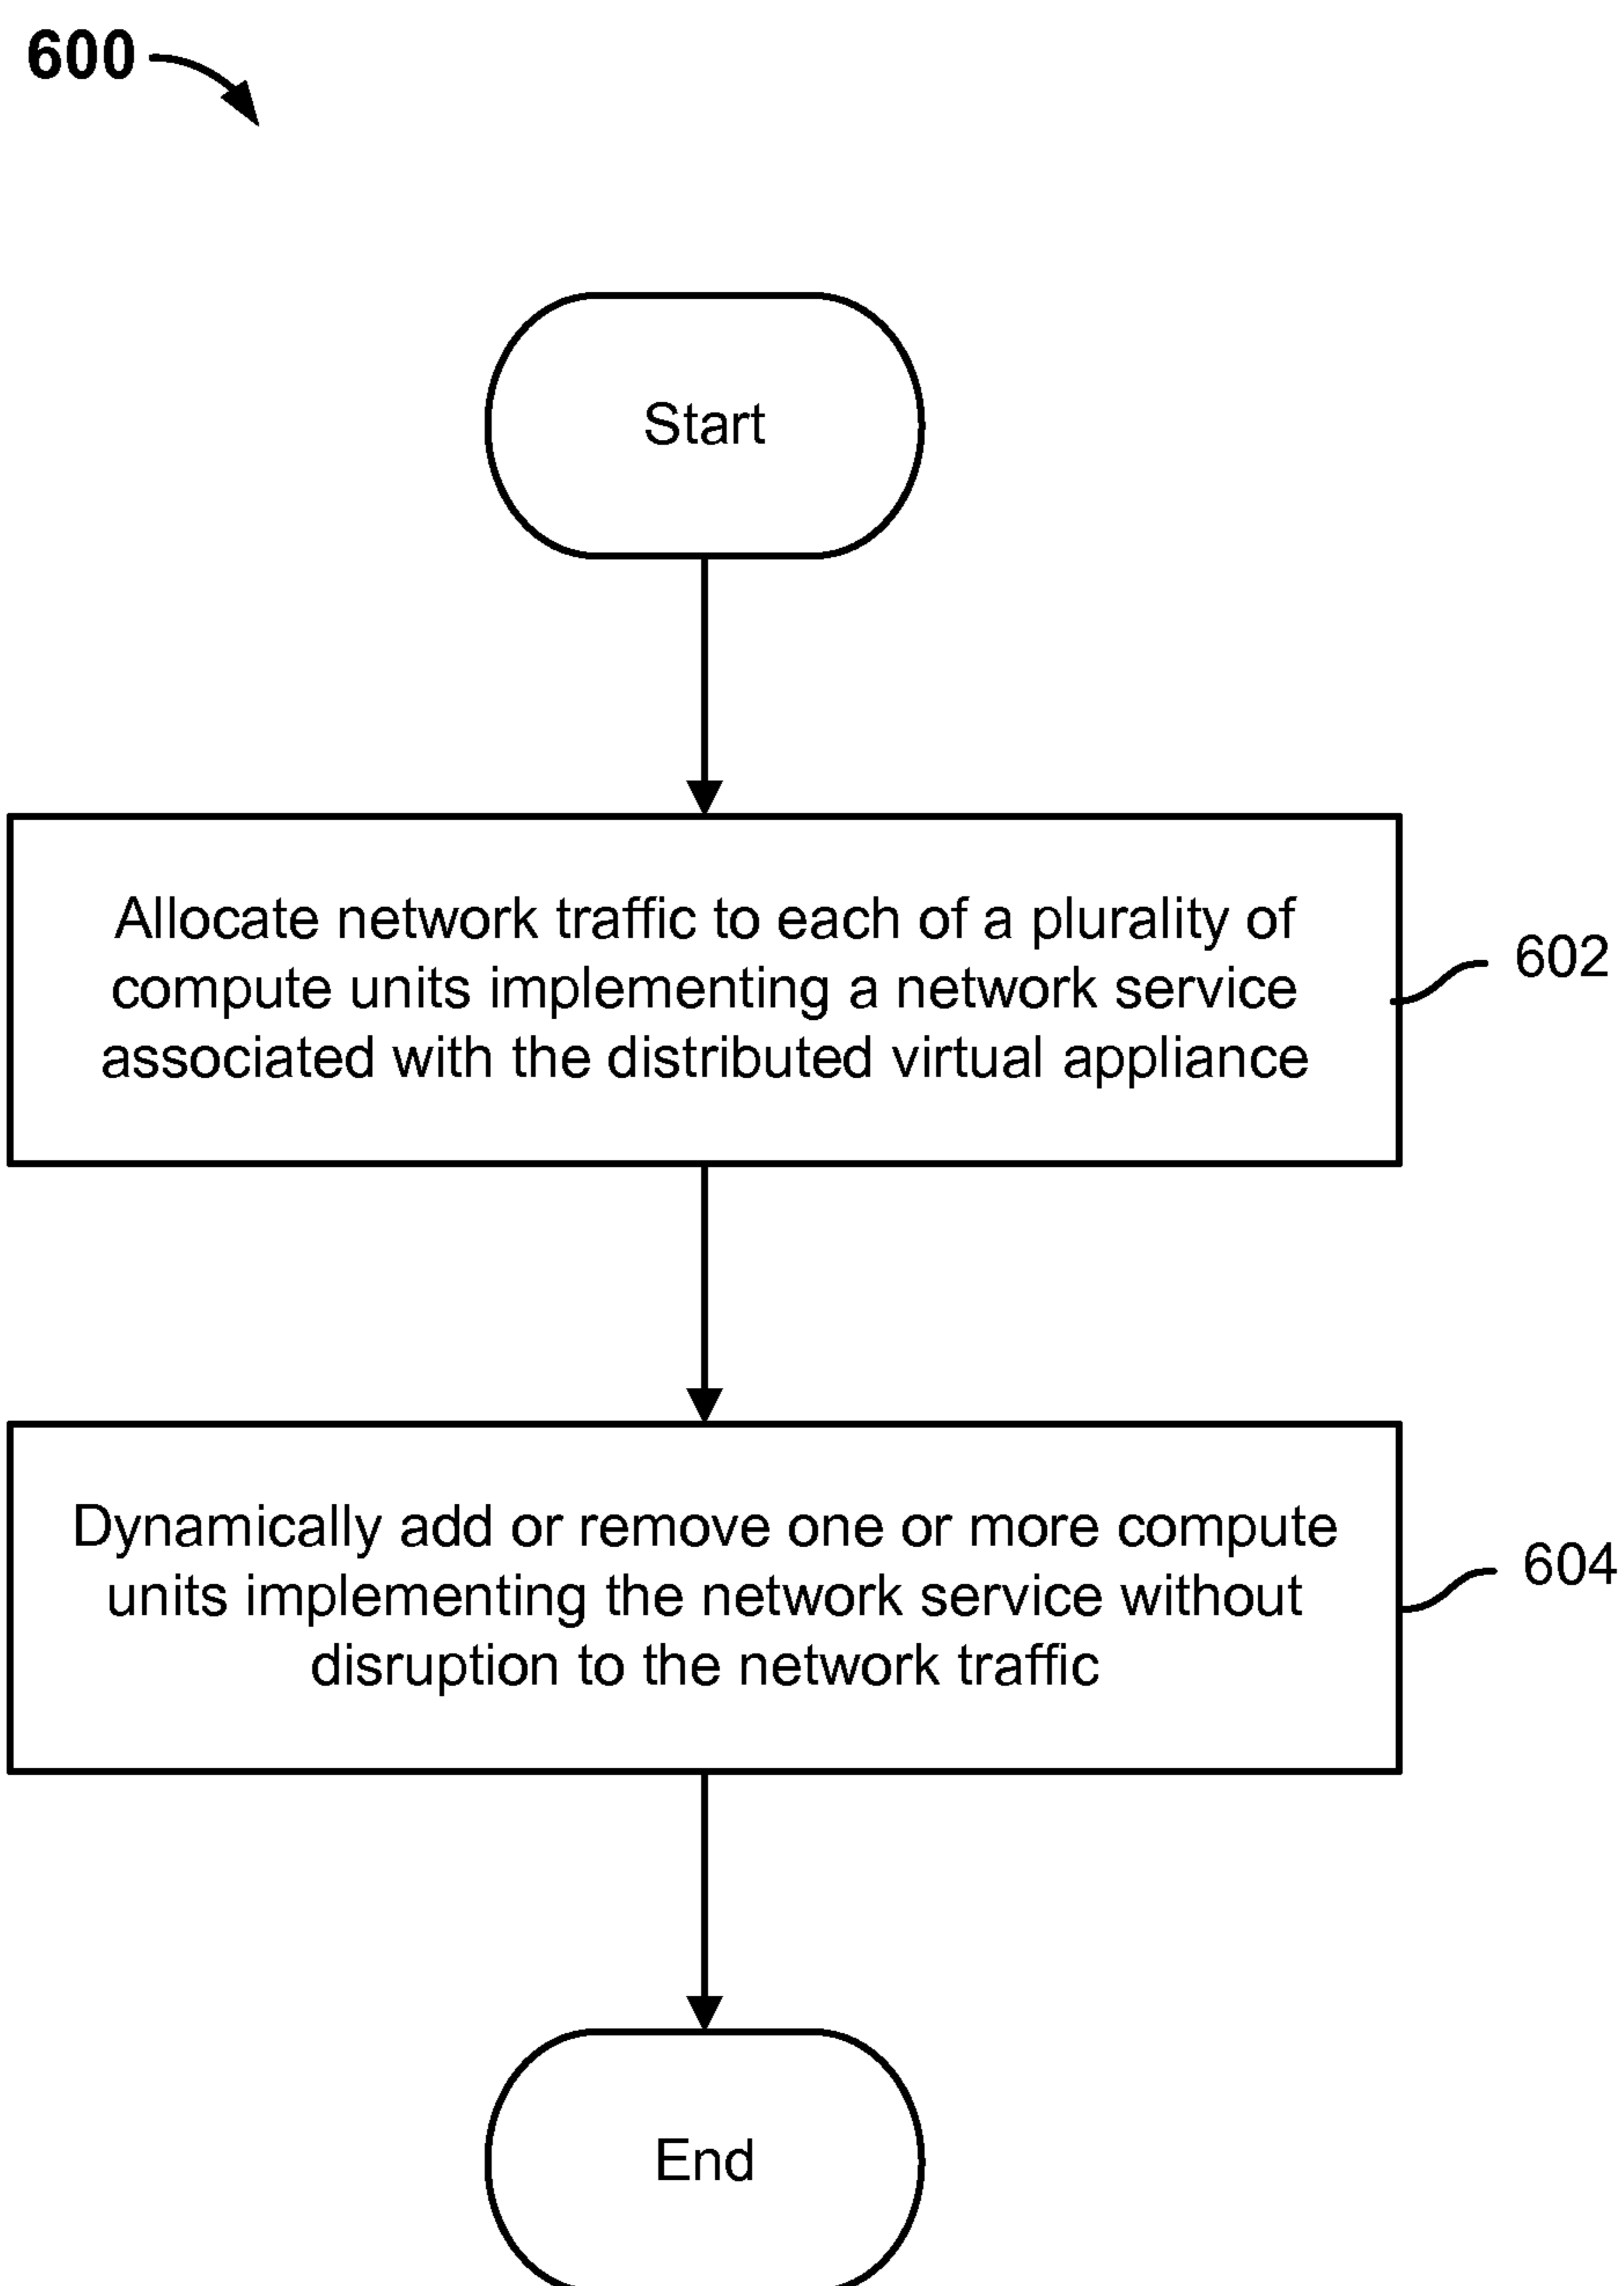 600
Start
Allocate network traffic to each of a plurality of
compute units implementing a network service
associated with the distributed virtual appliance
602
Dynamically add or remove one or more compute
units implementing the network service without
disruption to the network traffic
604
End